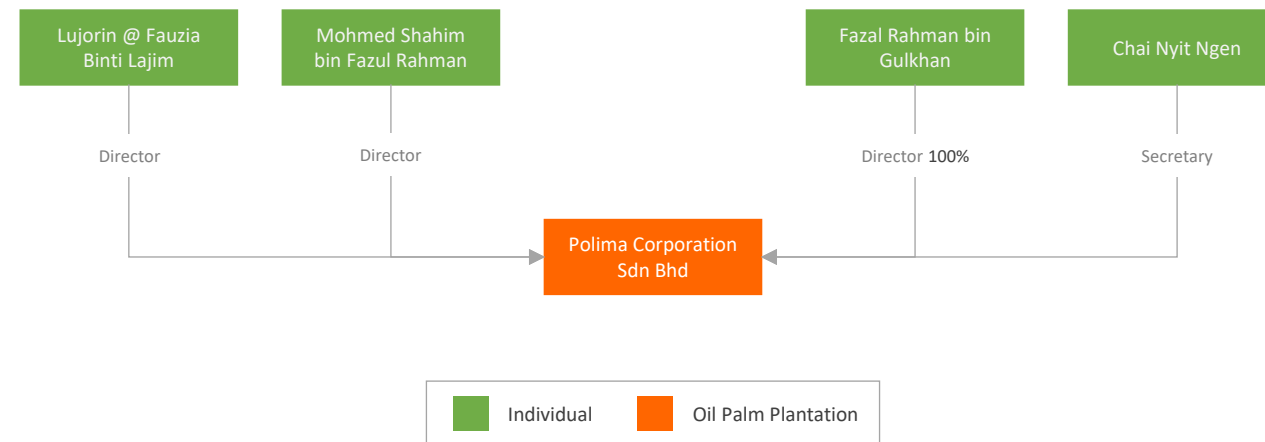 Lujorin @ Fauzia
Binti Lajim
Mohmed Shahim
bin Fazul Rahman
Fazal Rahman bin
Gulkhan
Chai Nyit Ngen
Director
Director
Director 100%
Secretary
Polima Corporation
Sdn Bhd
Individual
Oil Palm Plantation